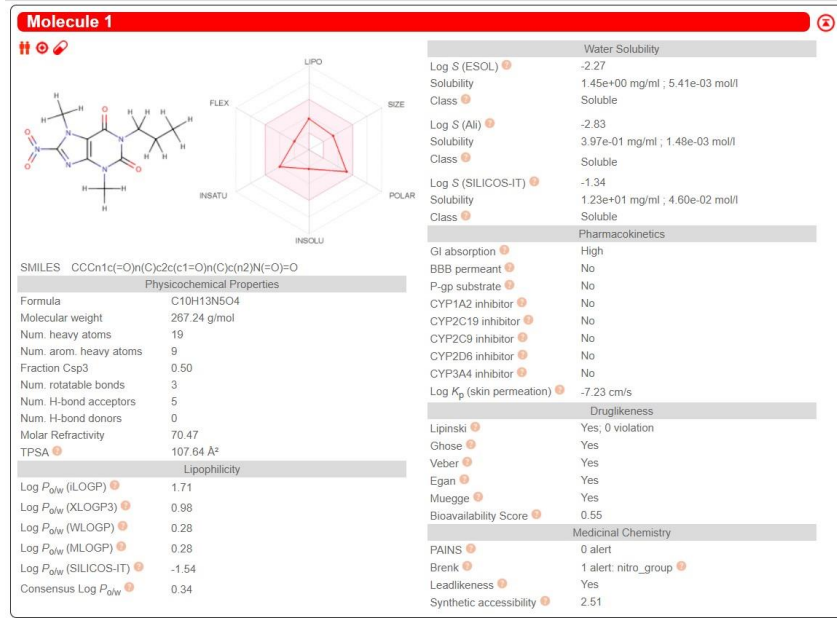 Molecule 1
LIPO
FLEX
SIZE
INSATU
POLAR
INSOLU
H
H
H
H
H
H
H
H
H
H
H
H
H
O
O
O
O
N
N
N
N
N
SMILES CCCn1c(=O)n(C)c2c(c1=O)n(C)c(n2)N(=O)=O
Physicochemical Properties
Formula C10H13N5O4
Molecular weight 267.24 g/mol
Num. heavy atoms 19
Num. arom. heavy atoms 9
Fraction Csp3 0.50
Num. rotatable bonds 3
Num. H-bond acceptors 5
Num. H-bond donors 0
Molar Refractivity 70.47
TPSA ? 107.64 Å²
Lipophilicity
Log Po/w (iLOGP) ? 1.71
Log Po/w (XLOGP3) ? 0.98
Log Po/w (WLOGP) ? 0.28
Log Po/w (MLOGP) ? 0.28
Log Po/w (SILICOS-IT) ? -1.54
Consensus Log Po/w ? 0.34
Water Solubility
Log S (ESOL) ? -2.27
Solubility 1.45e+00 mg/ml ; 5.41e-03 mol/l
Class ? Soluble
Log S (Ali) ? -2.83
Solubility 3.97e-01 mg/ml ; 1.48e-03 mol/l
Class ? Soluble
Log S (SILICOS-IT) ? -1.34
Solubility 1.23e+01 mg/ml ; 4.60e-02 mol/l
Class ? Soluble
Pharmacokinetics
GI absorption ? High
BBB permeant ? No
P-gp substrate ? No
CYP1A2 inhibitor ? No
CYP2C19 inhibitor ? No
CYP2C9 inhibitor ? No
CYP2D6 inhibitor ? No
CYP3A4 inhibitor ? No
Log Kp (skin permeation) ? -7.23 cm/s
Druglikeness
Lipinski ? Yes; 0 violation
Ghose ? Yes
Veber ? Yes
Egan ? Yes
Muegge ? Yes
Bioavailability Score ? 0.55
Medicinal Chemistry
PAINS ? 0 alert
Brenk ? 1 alert: nitro_group ?
Leadlikeness ? Yes
Synthetic accessibility ? 2.51